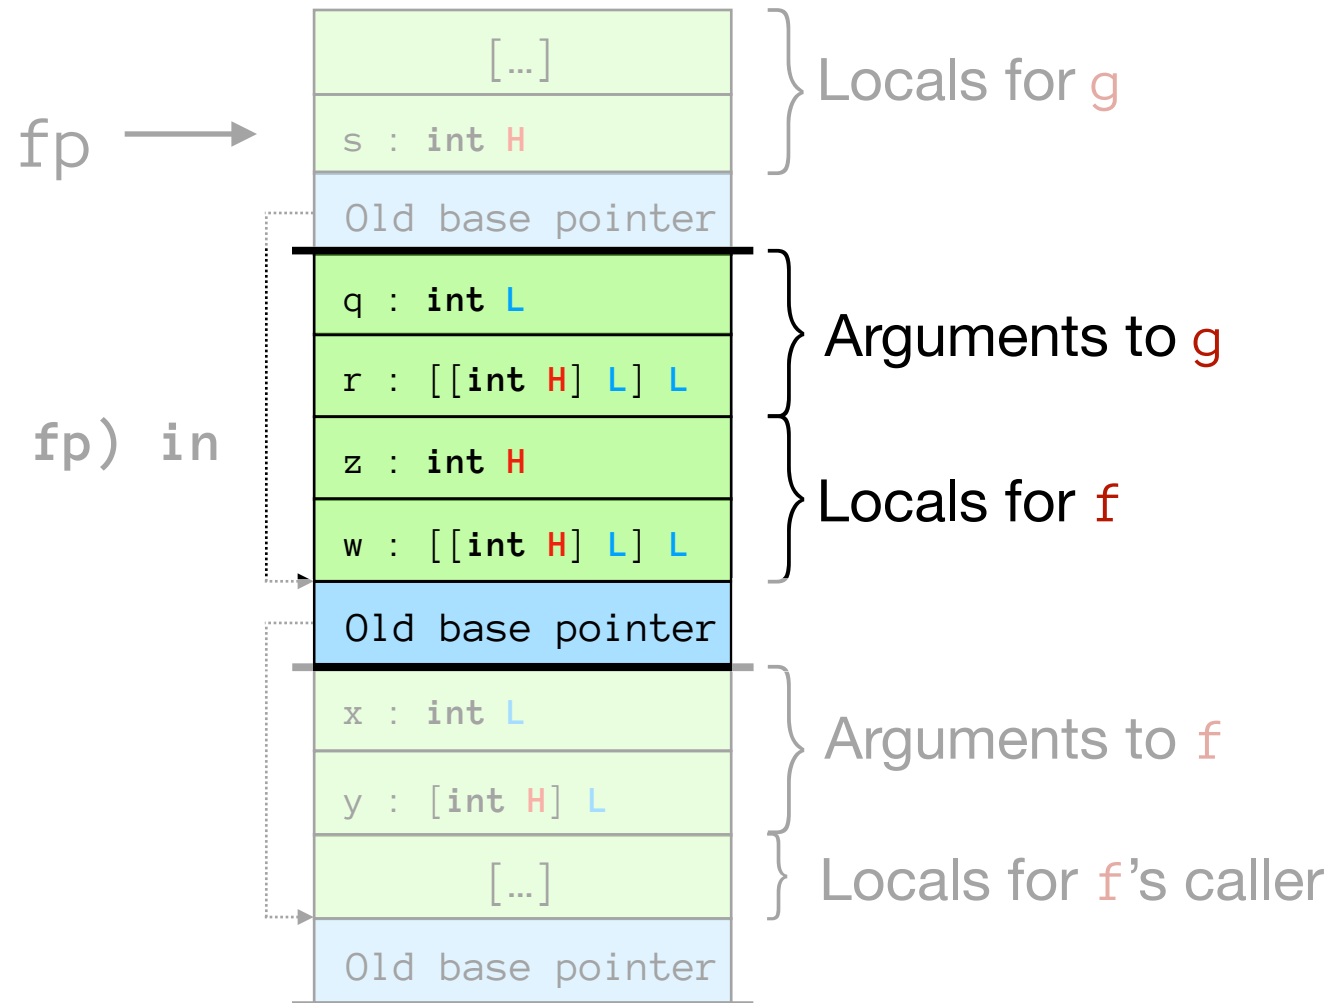 […]
Locals for g
fp
s : int H
Old base pointer
q : int L
Arguments to g
r : [[int H] L] L
fp) in
z : int H
Locals for f
w : [[int H] L] L
Old base pointer
x : int L
Arguments to f
y : [int H] L
[…]
Locals for f’s caller
Old base pointer